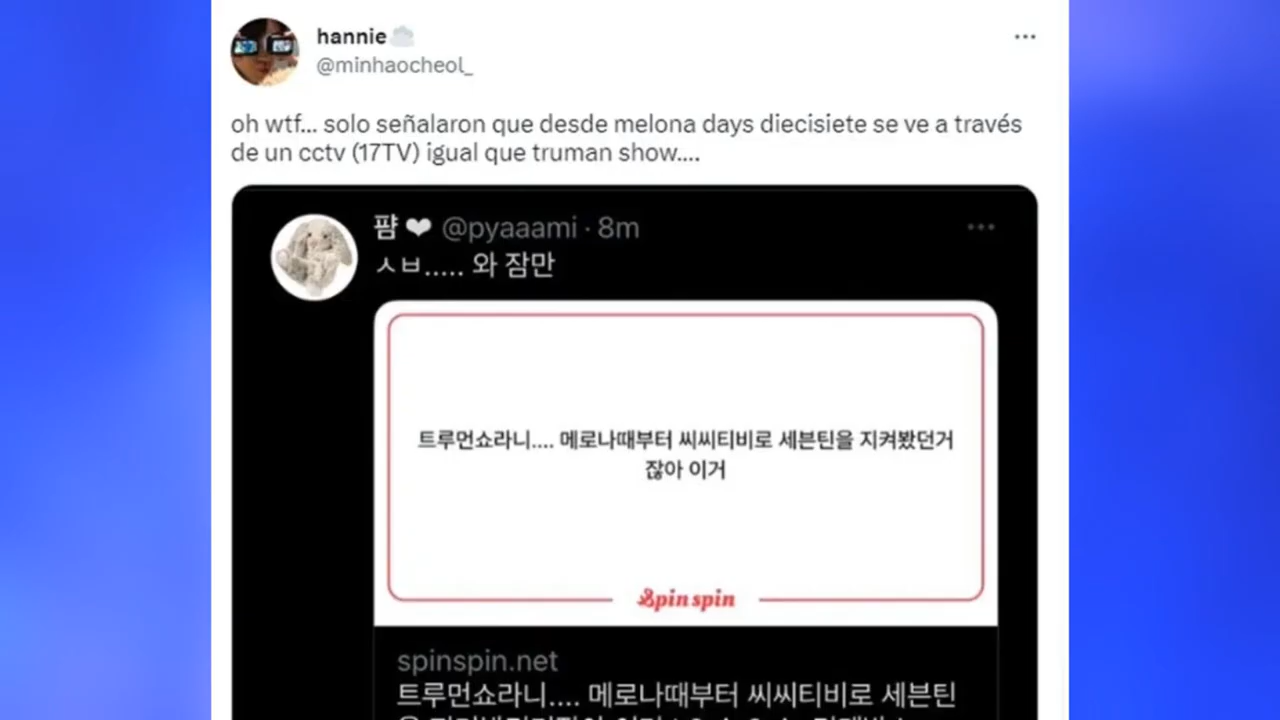 hannie
@minhaocheol_
oh wtf... solo señalaron que desde melona days diecisiete se ve a través
de un cctv (17TV) igual que truman show....
퍔 ❤ @pyaaami · 8m
ㅅㅂ..... 와 잠만
트루먼쇼라니.... 메로나때부터 씨씨티비로 세븐틴을 지켜봤던거
잖아 이거
Spin spin
spinspin.net
트루먼쇼라니.... 메로나때부터 씨씨티비로 세븐틴